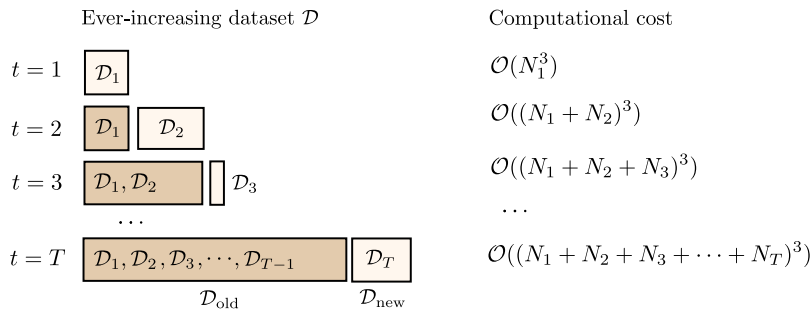 Ever-increasing dataset 𝒟 Computational cost
t = 1 𝒟₁ 𝒪(N₁³)
t = 2 𝒟₁ 𝒟₂ 𝒪((N₁ + N₂)³)
t = 3 𝒟₁, 𝒟₂ 𝒟₃ 𝒪((N₁ + N₂ + N₃)³)
⋯ ⋯
t = T 𝒟₁, 𝒟₂, 𝒟₃, ⋯, 𝒟_{T−1} 𝒟_T 𝒪((N₁ + N₂ + N₃ + ⋯ + N_T)³)
𝒟_old 𝒟_new